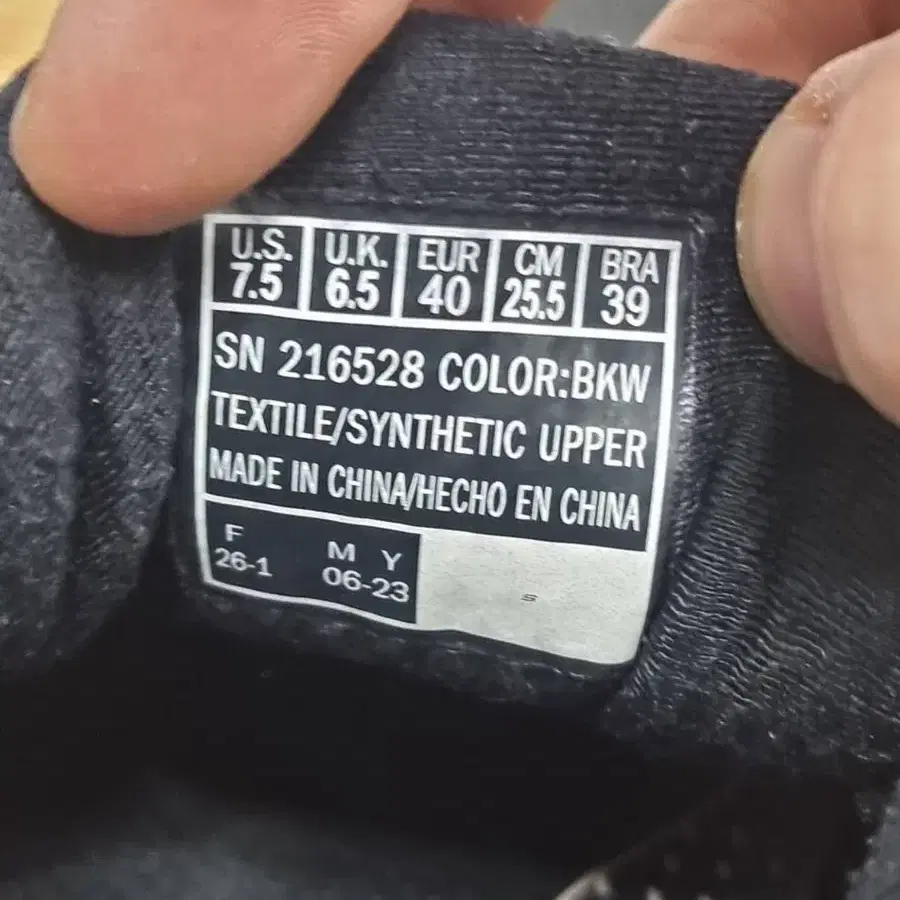 U.S. U.K. EUR CM BRA
7.5 6.5 40 25.5 39
SN 216528 COLOR:BKW
TEXTILE/SYNTHETIC UPPER
MADE IN CHINA/HECHO EN CHINA
F M Y
26-1 06-23
S